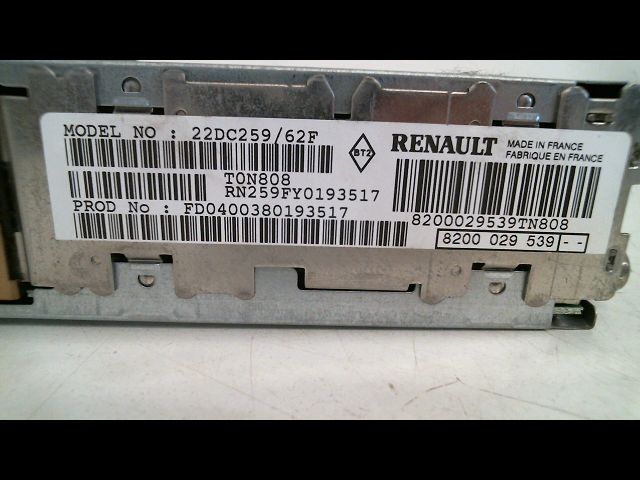 MODEL NO : 22DC259/62F
BT2
RENAULT
MADE IN FRANCE
FABRIQUE EN FRANCE
T0N808
RN259FY0193517
PROD No : FD0400380193517
8200029539TN808
8200 029 539 --